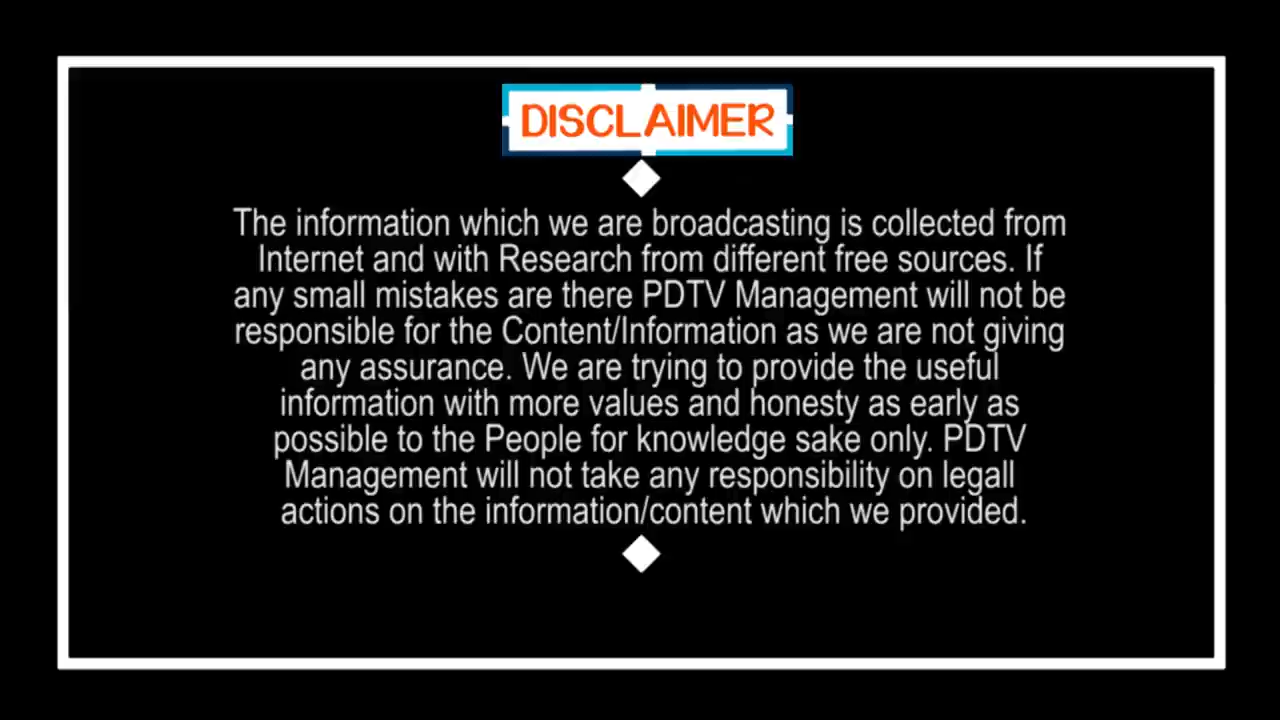 DISCLAIMER
The information which we are broadcasting is collected from
Internet and with Research from different free sources. If
any small mistakes are there PDTV Management will not be
responsible for the Content/Information as we are not giving
any assurance. We are trying to provide the useful
information with more values and honesty as early as
possible to the People for knowledge sake only. PDTV
Management will not take any responsibility on legall
actions on the information/content which we provided.